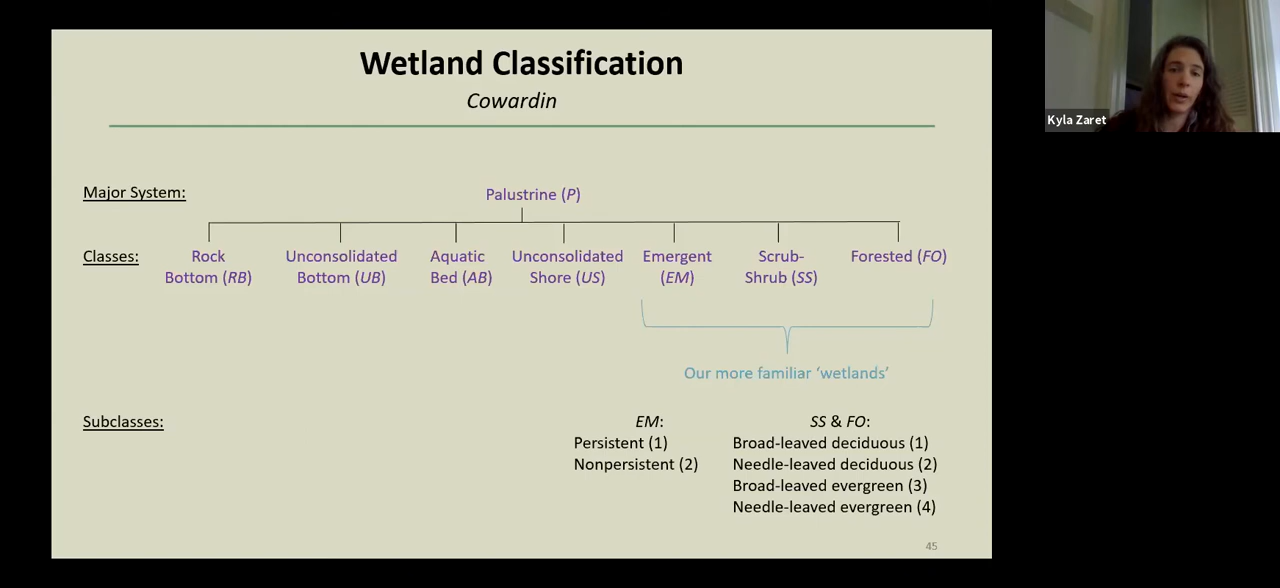 Wetland Classification
Cowardin
Major System:
Palustrine (P)
Classes:
Rock
Bottom (RB)
Unconsolidated
Bottom (UB)
Aquatic
Bed (AB)
Unconsolidated
Shore (US)
Emergent
(EM)
Scrub-
Shrub (SS)
Forested (FO)
Our more familiar ‘wetlands’
Subclasses:
EM:
Persistent (1)
Nonpersistent (2)
SS & FO:
Broad-leaved deciduous (1)
Needle-leaved deciduous (2)
Broad-leaved evergreen (3)
Needle-leaved evergreen (4)
45
Kyla Zaret